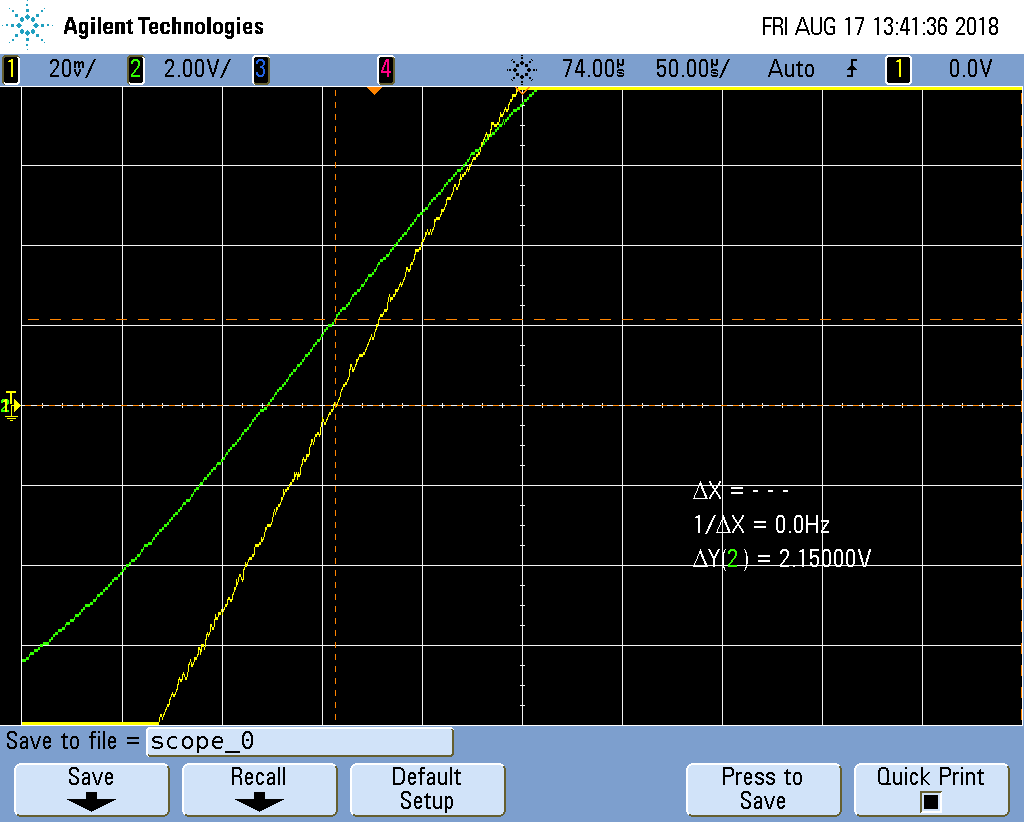 Agilent Technologies FRI AUG 17 13:41:36 2018
1 20mV/ 2 2.00V/ 3 4 74.00µs 50.00µs/ Auto 1 0.0V
ΔX = - - -
1/ΔX = 0.0Hz
ΔY(2) = 2.15000V
Save to file = scope_0
Save Recall Default Setup Press to Save Quick Print